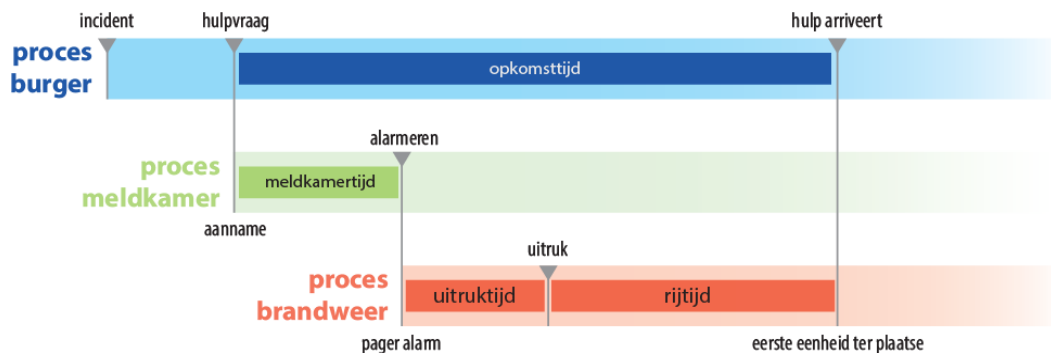 incident
hulpvraag
hulp arriveert
proces
burger
opkomsttijd
alarmeren
proces
meldkamer
meldkamertijd
aanname
uitruk
proces
brandweer
uitruktijd
rijtijd
pager alarm
eerste eenheid ter plaatse